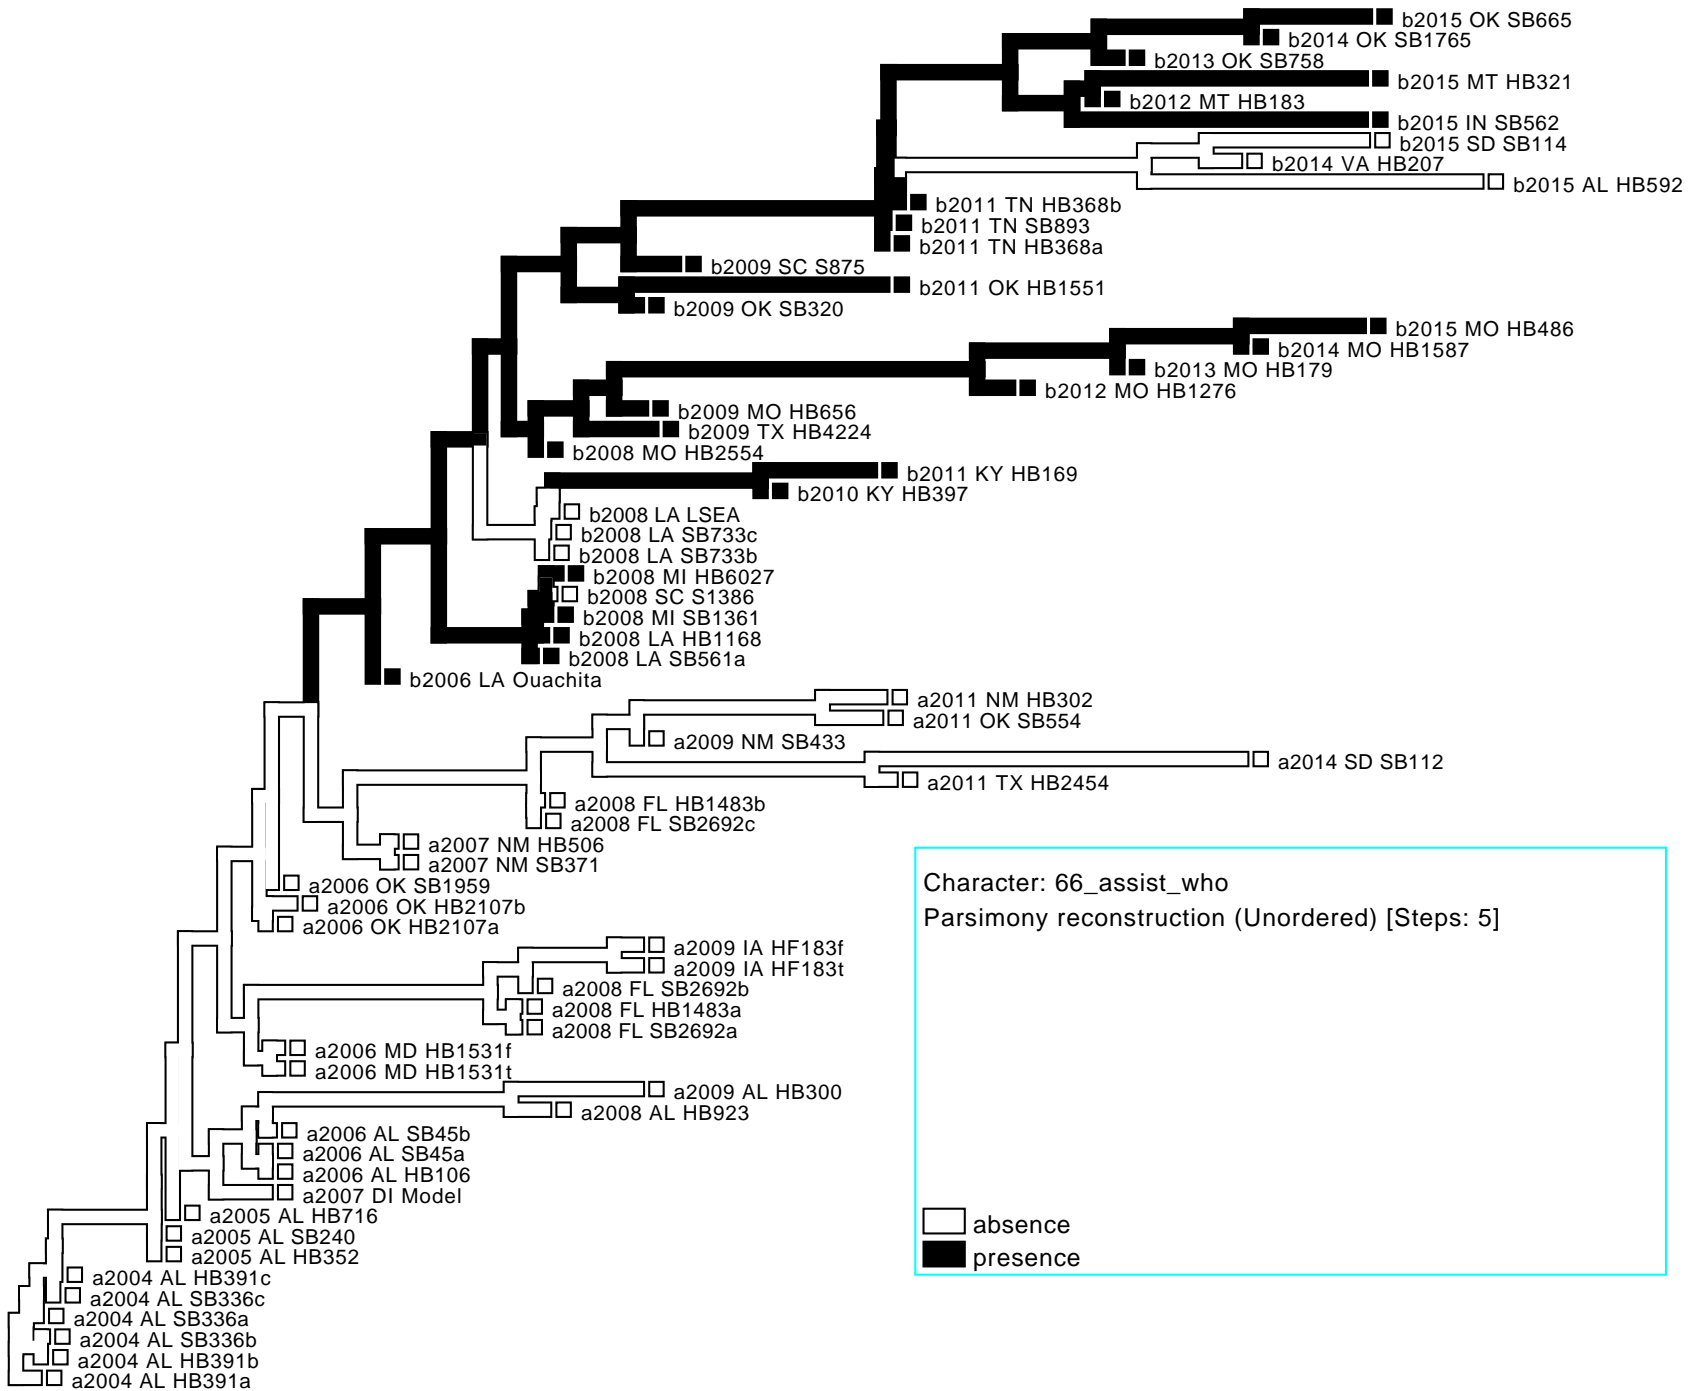 b2015 OK SB665
b2014 OK SB1765
b2013 OK SB758
b2015 MT HB321
b2012 MT HB183
b2015 IN SB562
b2015 SD SB114
b2014 VA HB207
b2015 AL HB592
b2011 TN HB368b
b2011 TN SB893
b2011 TN HB368a
b2009 SC S875
b2011 OK HB1551
b2009 OK SB320
b2015 MO HB486
b2014 MO HB1587
b2013 MO HB179
b2012 MO HB1276
b2009 MO HB656
b2009 TX HB4224
b2008 MO HB2554
b2011 KY HB169
b2010 KY HB397
b2008 LA LSEA
b2008 LA SB733c
b2008 LA SB733b
b2008 MI HB6027
b2008 SC S1386
b2008 MI SB1361
b2008 LA HB1168
b2008 LA SB561a
b2006 LA Ouachita
a2011 NM HB302
a2011 OK SB554
a2009 NM SB433
a2014 SD SB112
a2011 TX HB2454
a2008 FL HB1483b
a2008 FL SB2692c
a2007 NM HB506
a2007 NM SB371
a2006 OK SB1959
a2006 OK HB2107b
a2006 OK HB2107a
a2009 IA HF183f
a2009 IA HF183t
a2008 FL SB2692b
a2008 FL HB1483a
a2008 FL SB2692a
a2006 MD HB1531f
a2006 MD HB1531t
a2009 AL HB300
a2008 AL HB923
a2006 AL SB45b
a2006 AL SB45a
a2006 AL HB106
a2007 DI Model
a2005 AL HB716
a2005 AL SB240
a2005 AL HB352
a2004 AL HB391c
a2004 AL SB336c
a2004 AL SB336a
a2004 AL SB336b
a2004 AL HB391b
a2004 AL HB391a
Character: 66_assist_who
Parsimony reconstruction (Unordered) [Steps: 5]
absence
presence